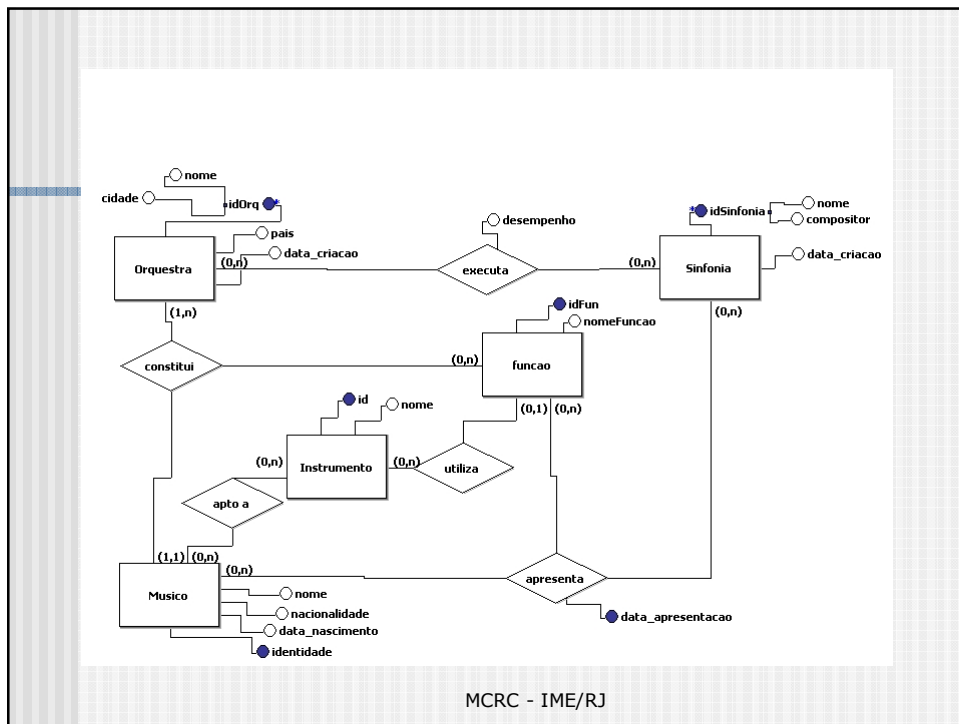 nome
cidade
idOrq *
pais
data_criacao
Orquestra
(0,n)
(1,n)
desempenho
executa
(0,n)
* idSinfonia
nome
compositor
data_criacao
Sinfonia
(0,n)
constitui
(0,n)
idFun
nomeFuncao
funcao
(0,1) (0,n)
id
nome
(0,n)
Instrumento
(0,n)
utiliza
apto a
(1,1) (0,n)
(0,n)
Musico
nome
nacionalidade
data_nascimento
identidade
apresenta
data_apresentacao
MCRC - IME/RJ